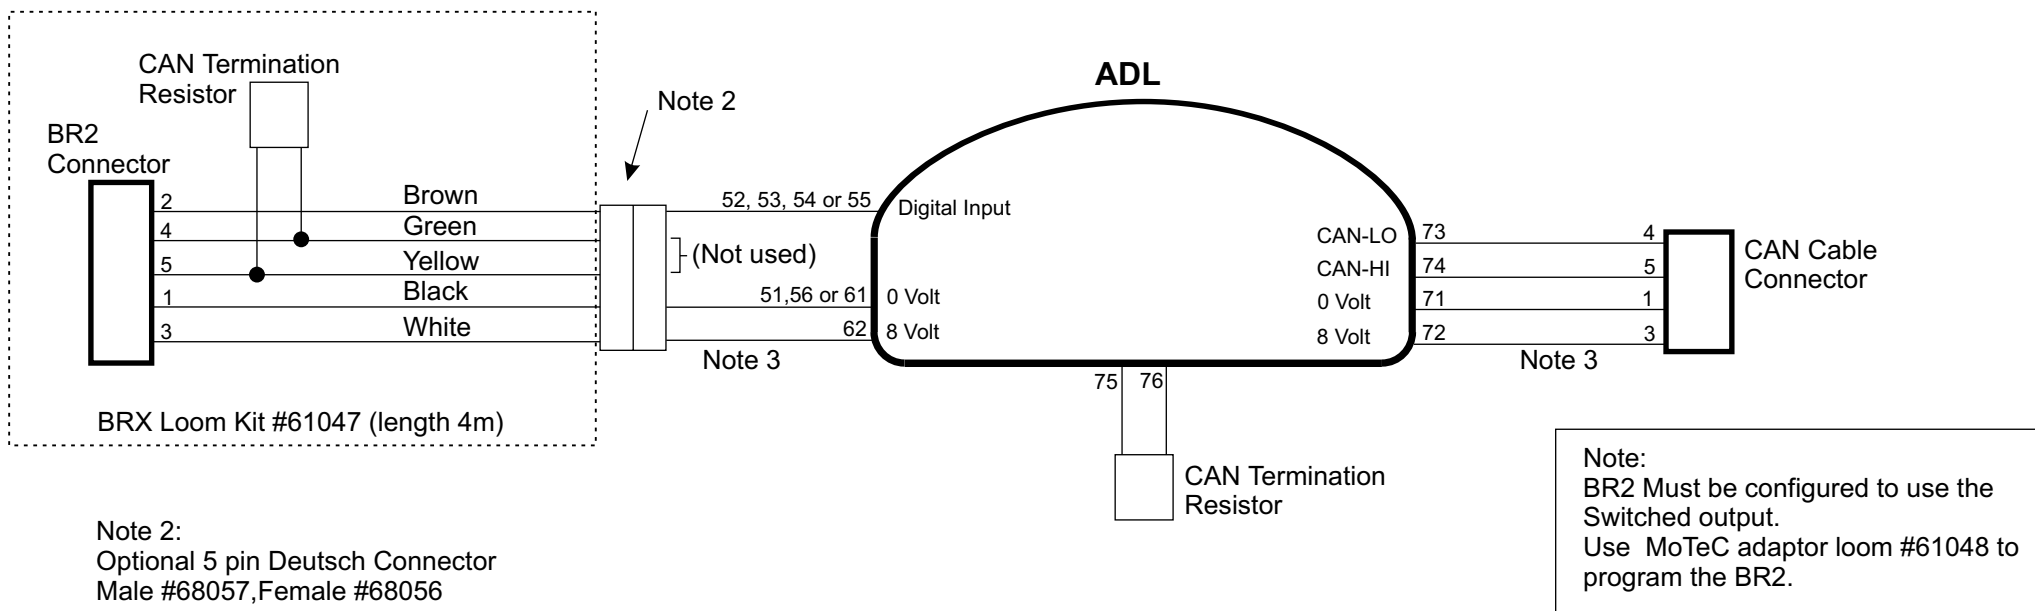 CAN Termination
Resistor
BR2
Connector
2
Brown
4
Green
5
Yellow
1
Black
3
White
BRX Loom Kit #61047 (length 4m)
Note 2
52, 53, 54 or 55
(Not used)
51,56 or 61
62
Note 3
ADL
Digital Input
0 Volt
8 Volt
CAN-LO
CAN-HI
0 Volt
8 Volt
73
4
74
5
71
1
72
3
Note 3
CAN Cable
Connector
75
76
CAN Termination
Resistor
Note 2:
Optional 5 pin Deutsch Connector
Male #68057,Female #68056
Note:
BR2 Must be configured to use the
Switched output.
Use MoTeC adaptor loom #61048 to
program the BR2.